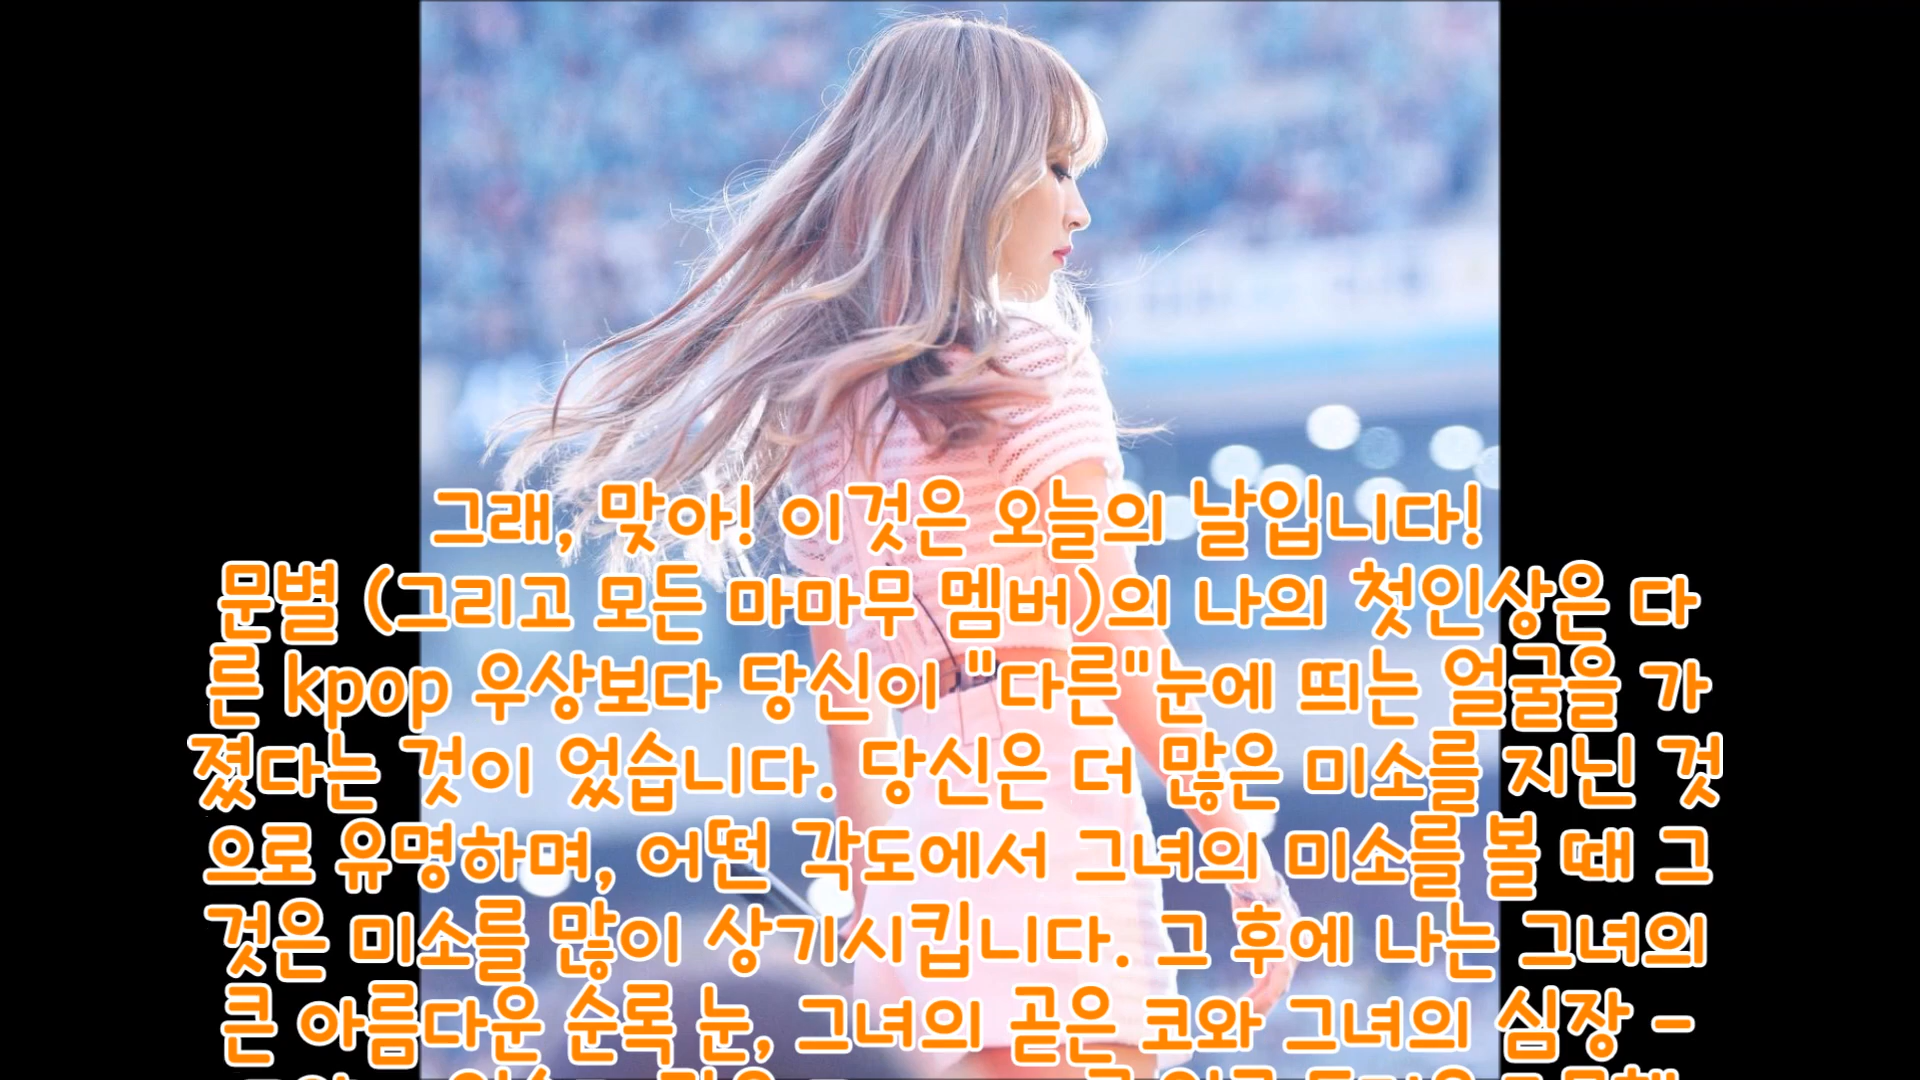 그래, 맞아! 이것은 오늘의 날입니다!
문별 (그리고 모든 마마무 멤버)의 나의 첫인상은 다
른 kpop 우상보다 당신이 "다른"눈에 띄는 얼굴을 가
졌다는 것이 었습니다. 당신은 더 많은 미소를 지닌 것
으로 유명하며, 어떤 각도에서 그녀의 미소를 볼 때 그
것은 미소를 많이 상기시킵니다. 그 후에 나는 그녀의
큰 아름다운 순록 눈, 그녀의 곧은 코와 그녀의 심장 -